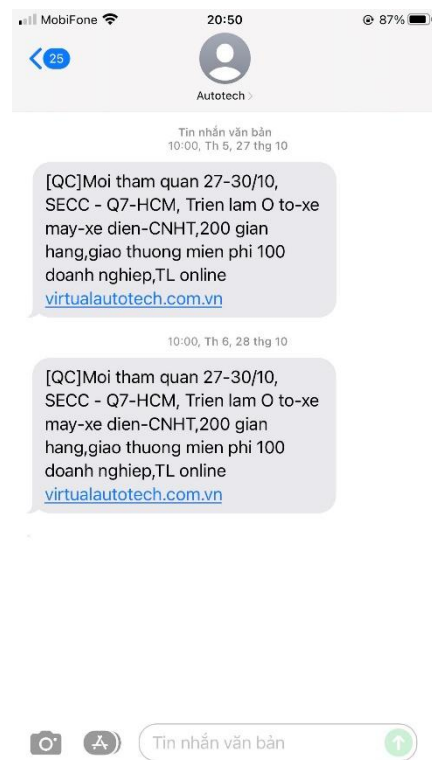 MobiFone 20:50 87%
25
Autotech
Tin nhắn văn bản
10:00, Th 5, 27 thg 10
[QC]Moi tham quan 27-30/10,
SECC - Q7-HCM, Trien lam O to-xe
may-xe dien-CNHT,200 gian
hang,giao thuong mien phi 100
doanh nghiep,TL online
virtualautotech.com.vn
10:00, Th 6, 28 thg 10
[QC]Moi tham quan 27-30/10,
SECC - Q7-HCM, Trien lam O to-xe
may-xe dien-CNHT,200 gian
hang,giao thuong mien phi 100
doanh nghiep,TL online
virtualautotech.com.vn
Tin nhắn văn bản